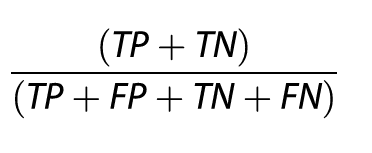 (TP + TN)
(TP + FP + TN + FN)